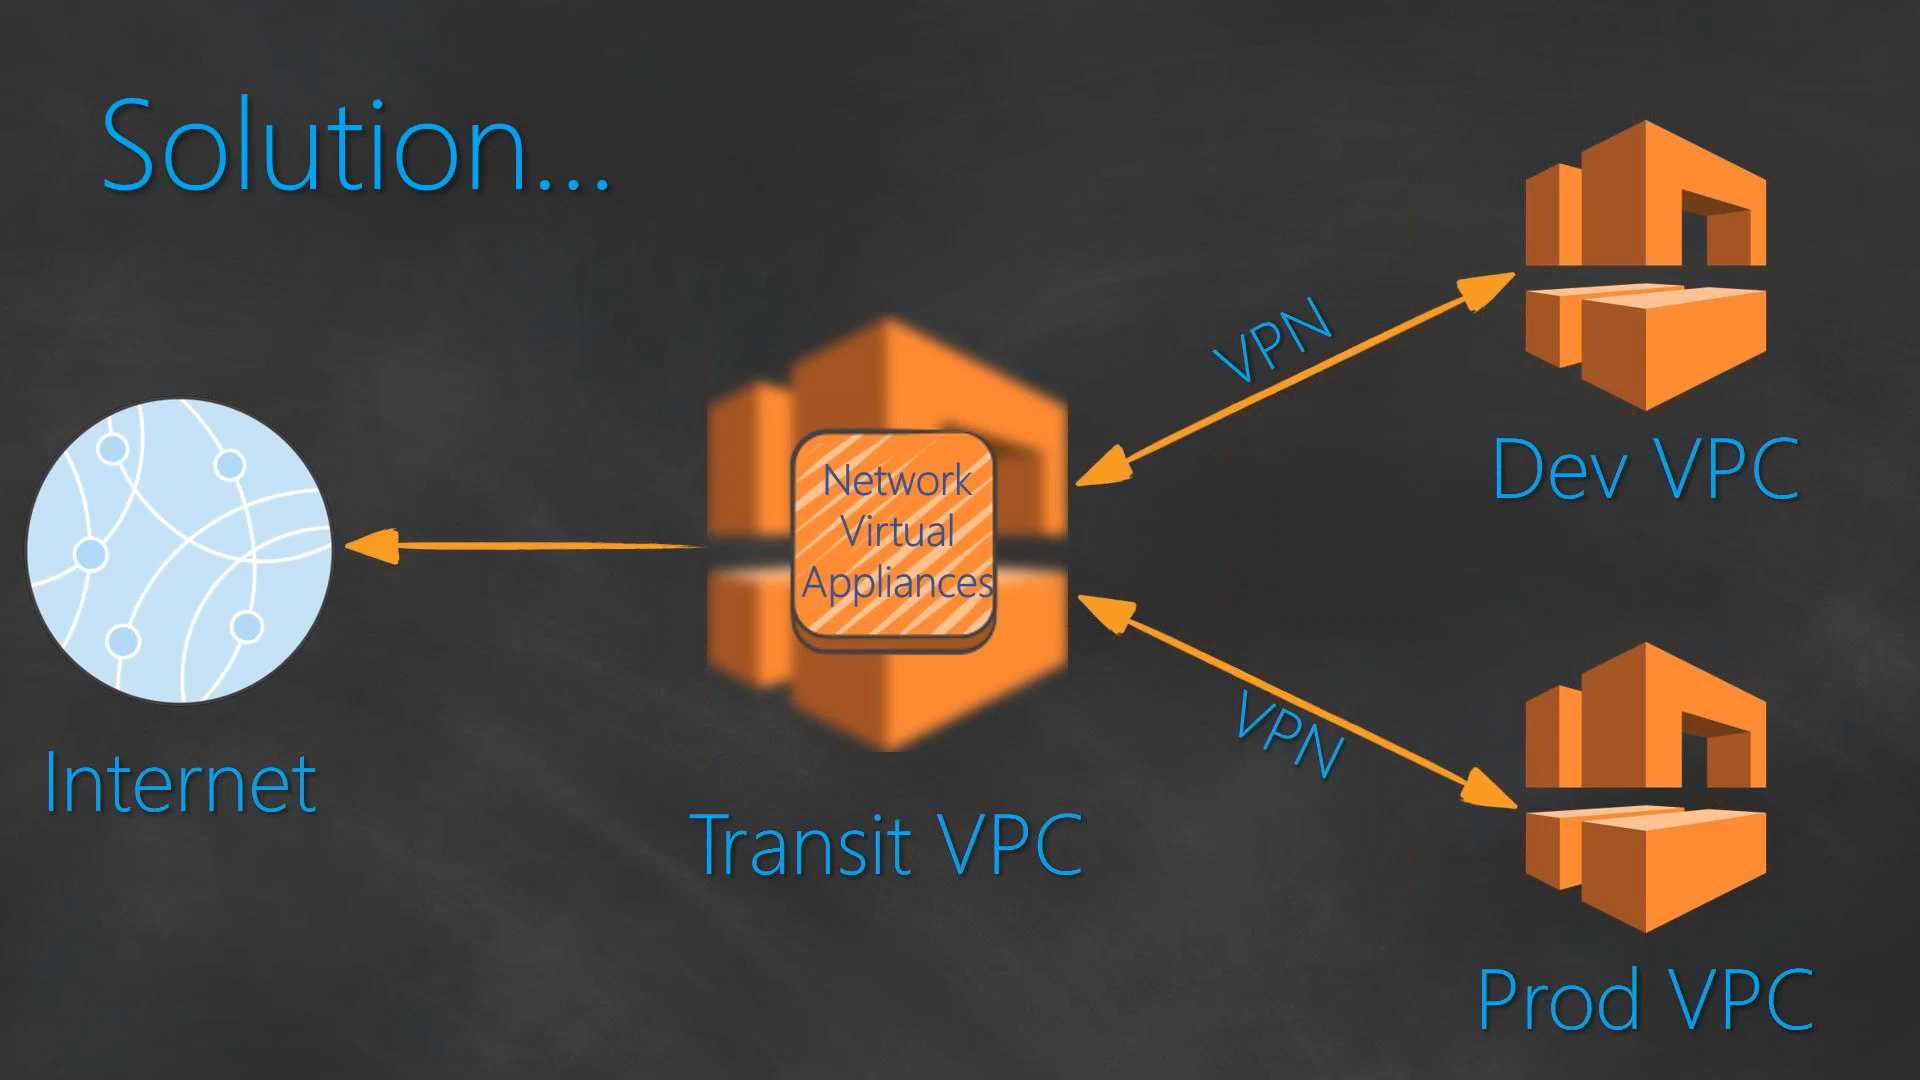 Solution...
VPN
Network
Virtual
Appliances
Dev VPC
VPN
Internet
Transit VPC
Prod VPC